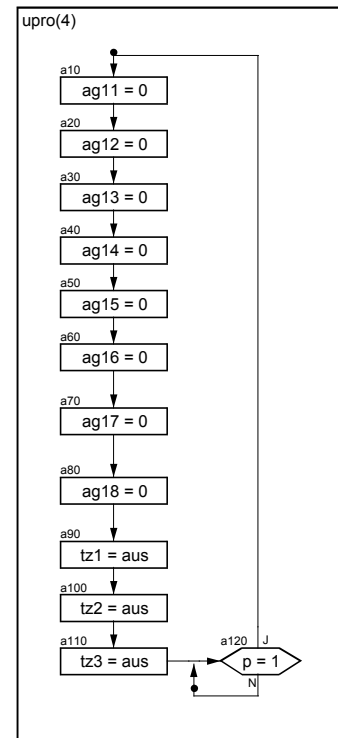 upro(4)
a10
ag11 = 0
a20
ag12 = 0
a30
ag13 = 0
a40
ag14 = 0
a50
ag15 = 0
a60
ag16 = 0
a70
ag17 = 0
a80
ag18 = 0
a90
tz1 = aus
a100
tz2 = aus
a110
tz3 = aus
a120 J
p = 1
N